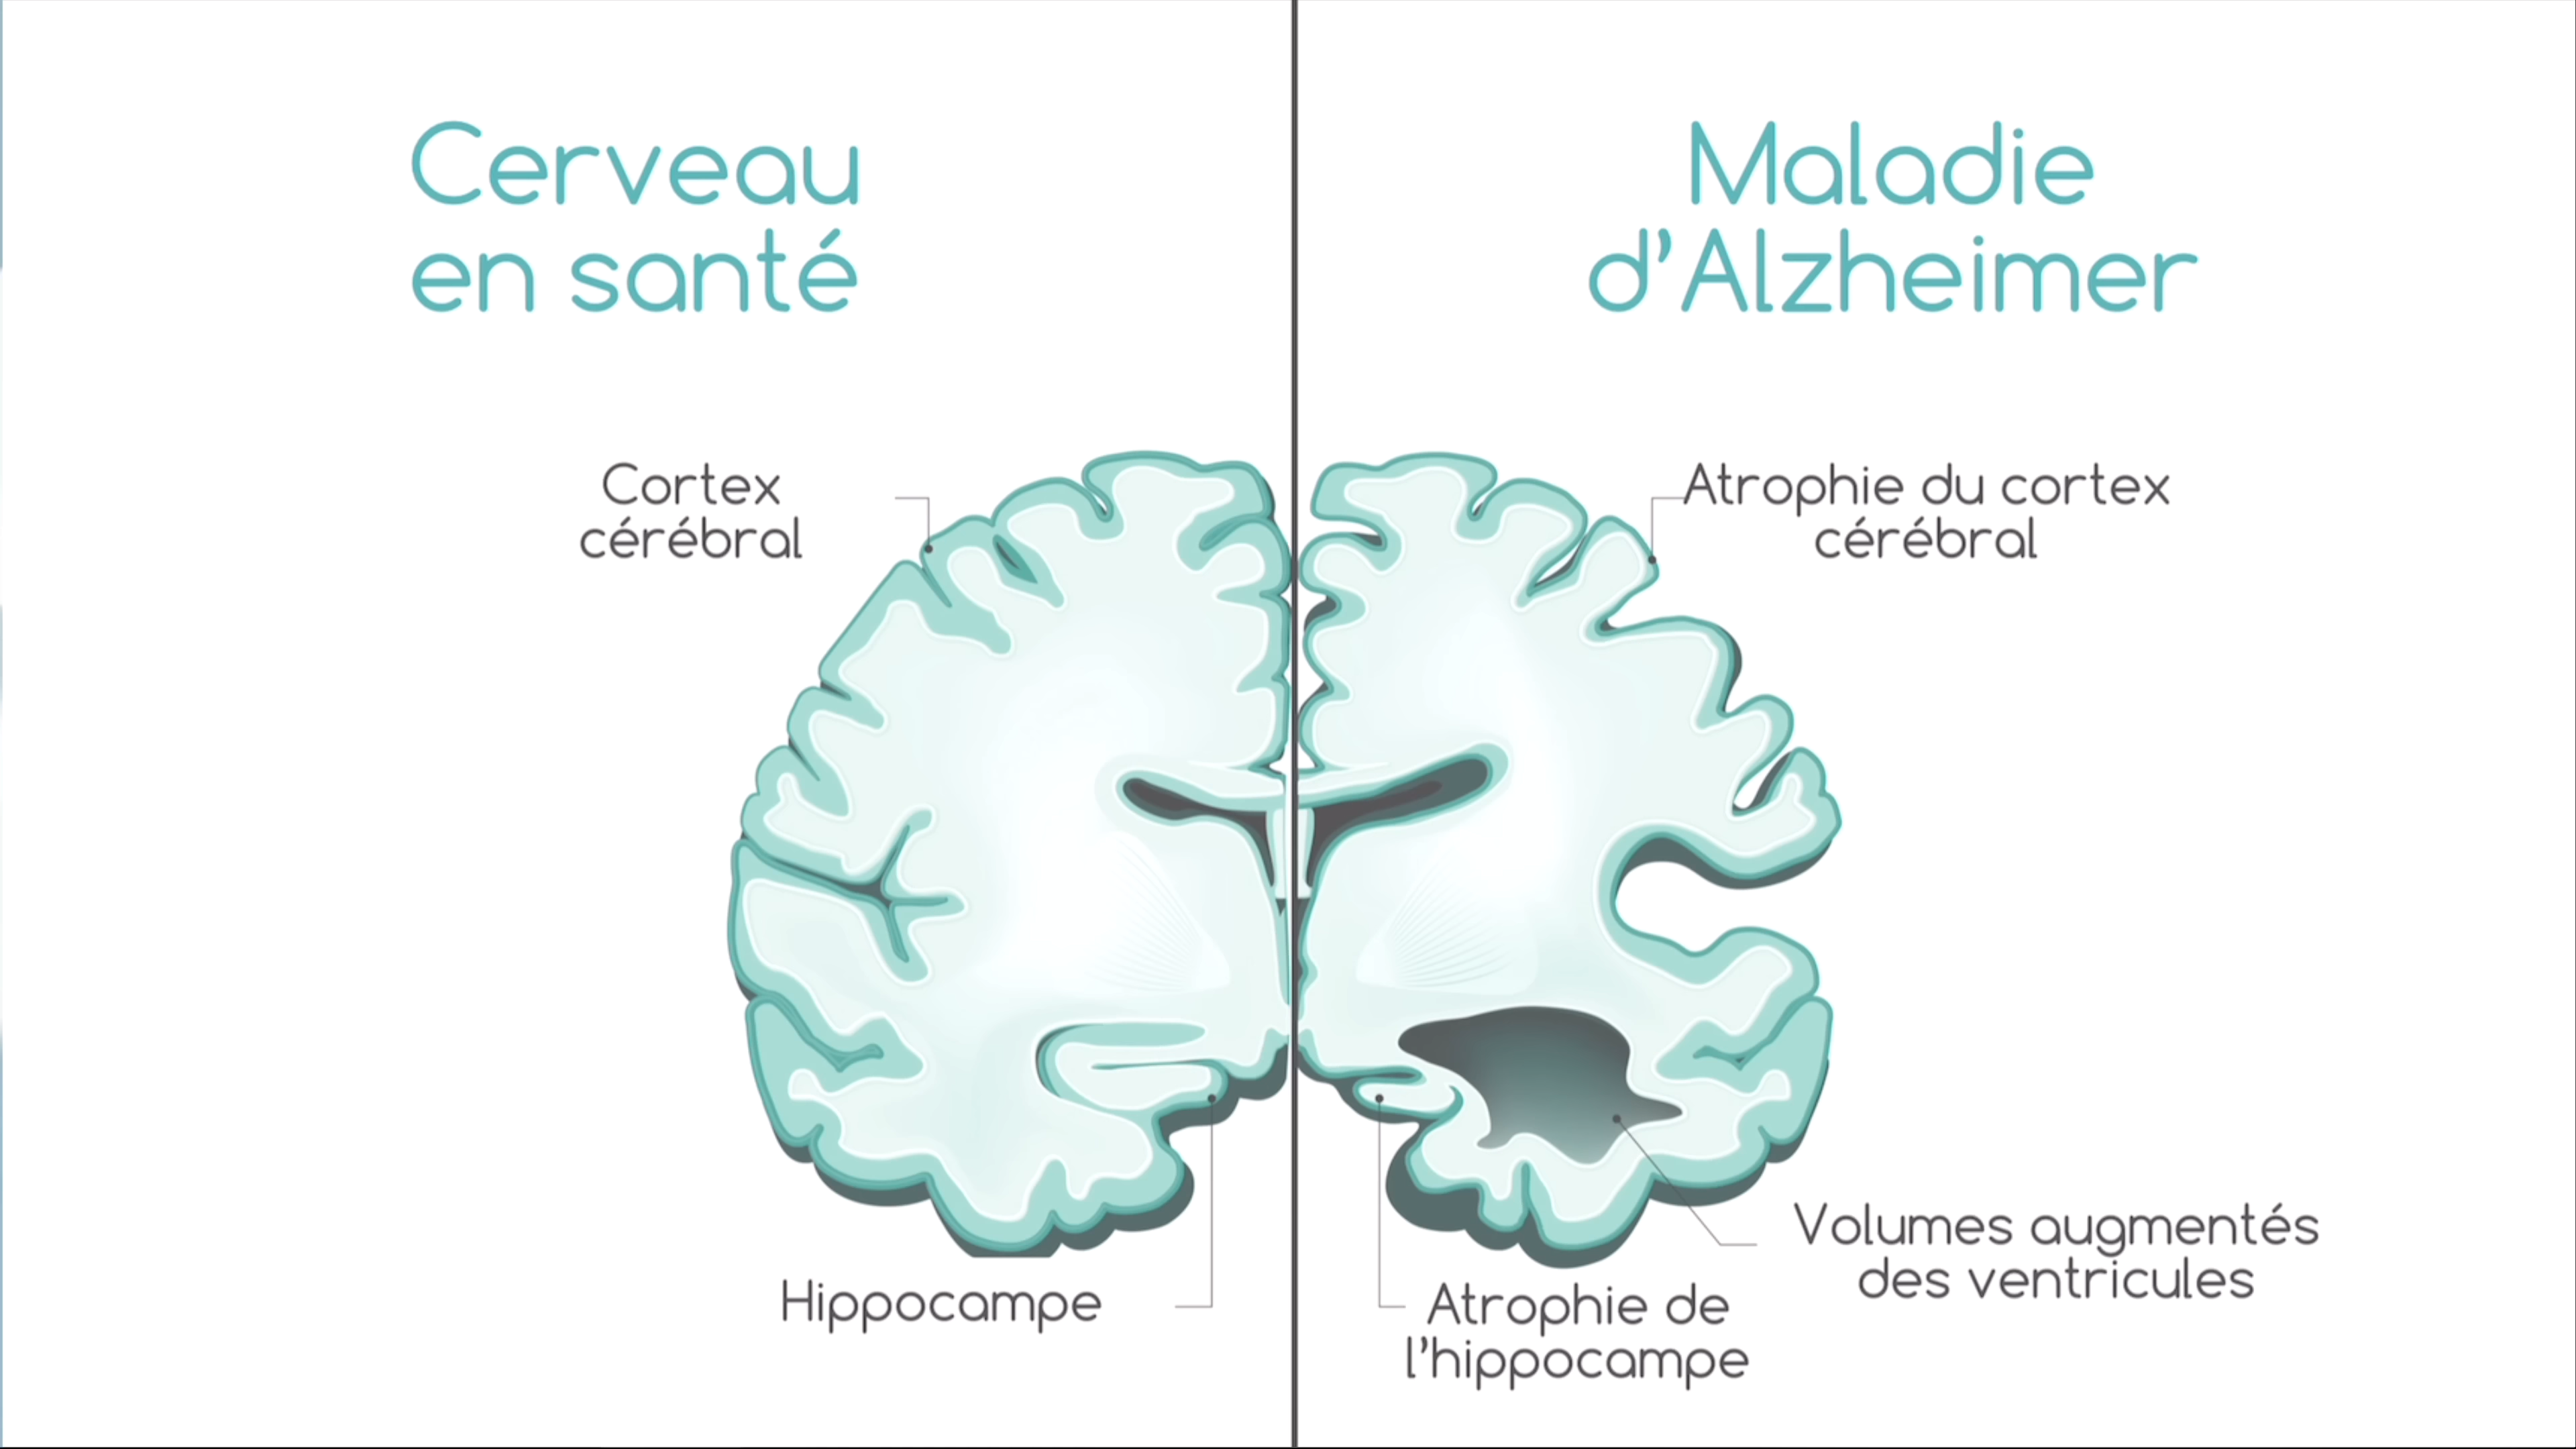 Cerveau
en santé
Maladie
d'Alzheimer
Cortex
cérébral
Atrophie du cortex
cérébral
Hippocampe
Atrophie de
l'hippocampe
Volumes augmentés
des ventricules